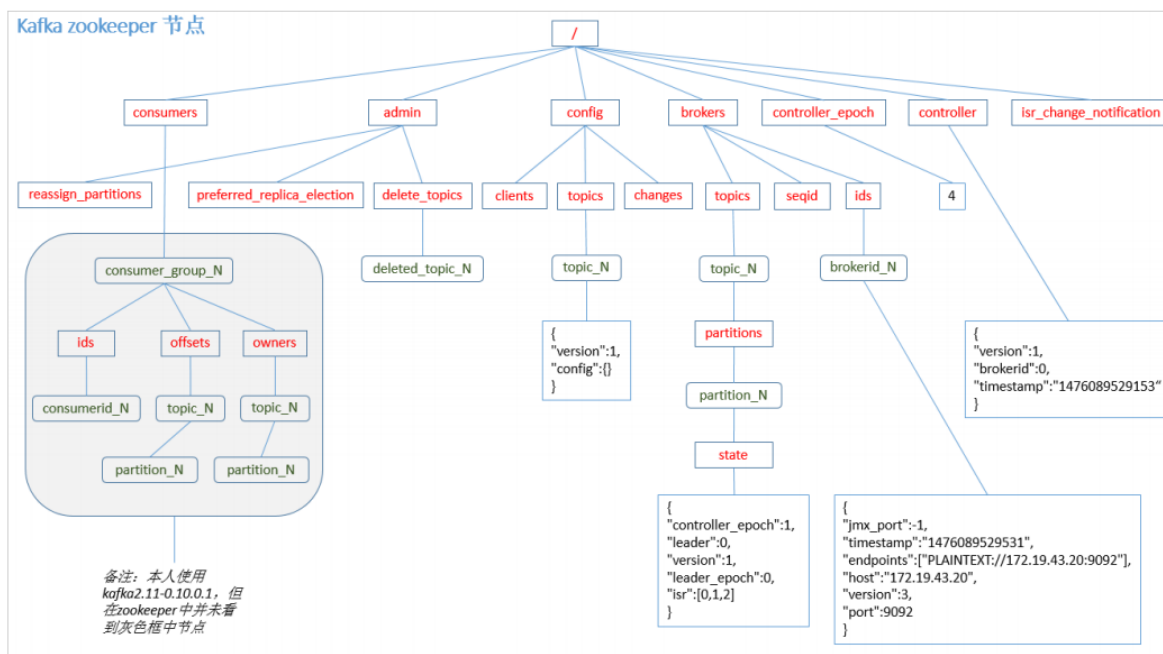 Kafka zookeeper 节点
/
consumers
admin
config
brokers
controller_epoch
controller
isr_change_notification
reassign_partitions
preferred_replica_election
delete_topics
clients
topics
changes
topics
seqid
ids
4
consumer_group_N
deleted_topic_N
topic_N
topic_N
brokerid_N
ids
offsets
owners
consumerid_N
topic_N
topic_N
partition_N
partition_N
{
"version":1,
"config":{}
}
partitions
partition_N
state
{
"version":1,
"brokerid":0,
"timestamp":"1476089529153"
}
{
"controller_epoch":1,
"leader":0,
"version":1,
"leader_epoch":0,
"isr":[0,1,2]
}
{
"jmx_port":-1,
"timestamp":"1476089529531",
"endpoints":["PLAINTEXT://172.19.43.20:9092"],
"host":"172.19.43.20",
"version":3,
"port":9092
}
备注：本人使用
kafka2.11-0.10.0.1，但
在zookeeper中并未看
到灰色框中节点